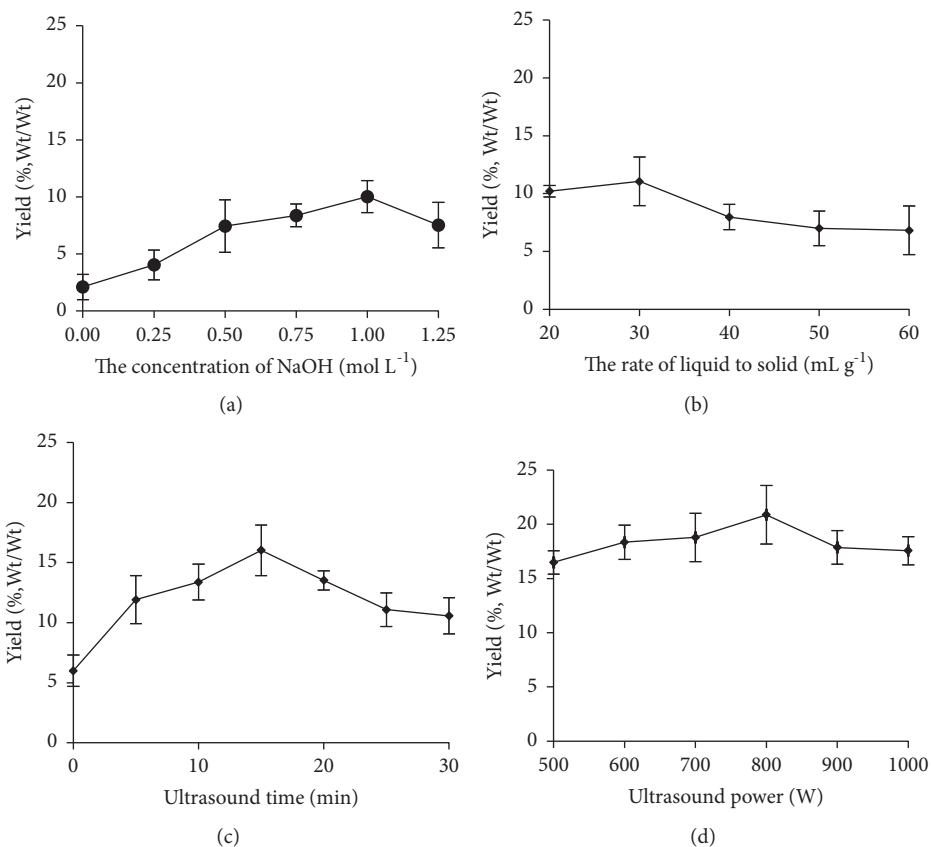 25
20
15
10
5
0
Yield (%,Wt/Wt)
0.00 0.25 0.50 0.75 1.00 1.25
The concentration of NaOH (mol L⁻¹)
(a)
25
20
15
10
5
0
Yield (%, Wt/Wt)
20 30 40 50 60
The rate of liquid to solid (mL g⁻¹)
(b)
25
20
15
10
5
0
Yield (%,Wt/Wt)
0 10 20 30
Ultrasound time (min)
(c)
25
20
15
10
5
0
Yield (%, Wt/Wt)
500 600 700 800 900 1000
Ultrasound power (W)
(d)